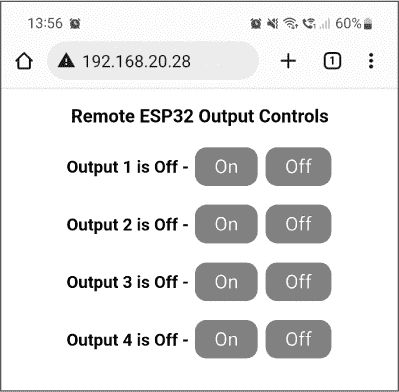 13:56 60%
192.168.20.28 1
Remote ESP32 Output Controls
Output 1 is Off - On Off
Output 2 is Off - On Off
Output 3 is Off - On Off
Output 4 is Off - On Off